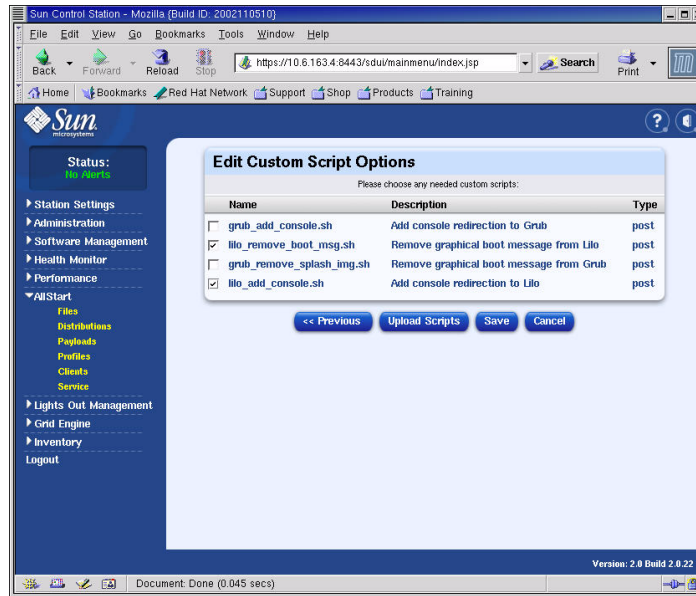 Sun Control Station - Mozilla {Build ID: 2002110510}
File Edit View Go Bookmarks Tools Window Help
Back Forward Reload Stop https://10.6.163.4:8443/sdui/mainmenu/index.jsp Search Print
Home Bookmarks Red Hat Network Support Shop Products Training
Sun
microsystems
?
Status:
No Alerts
Station Settings
Administration
Software Management
Health Monitor
Performance
AllStart
Files
Distributions
Payloads
Profiles
Clients
Service
Lights Out Management
Grid Engine
Inventory
Logout
Edit Custom Script Options
Please choose any needed custom scripts:
Name Description Type
grub_add_console.sh Add console redirection to Grub post
lilo_remove_boot_msg.sh Remove graphical boot message from Lilo post
grub_remove_splash_img.sh Remove graphical boot message from Grub post
lilo_add_console.sh Add console redirection to Lilo post
<< Previous Upload Scripts Save Cancel
Version: 2.0 Build 2.0.22
Document: Done (0.045 secs)